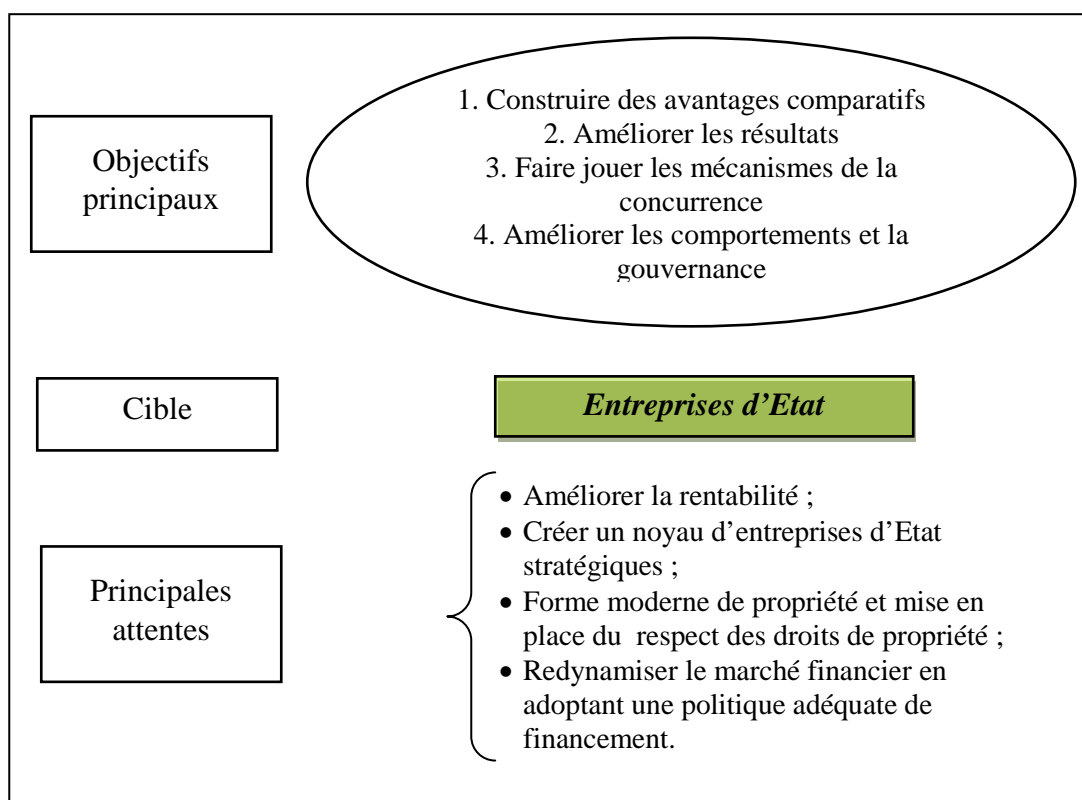 Objectifs
principaux
1. Construire des avantages comparatifs
2. Améliorer les résultats
3. Faire jouer les mécanismes de la
concurrence
4. Améliorer les comportements et la
gouvernance
Cible
Entreprises d’Etat
Principales
attentes
• Améliorer la rentabilité ;
• Créer un noyau d’entreprises d’Etat
stratégiques ;
• Forme moderne de propriété et mise en
place du respect des droits de propriété ;
• Redynamiser le marché financier en
adoptant une politique adéquate de
financement.